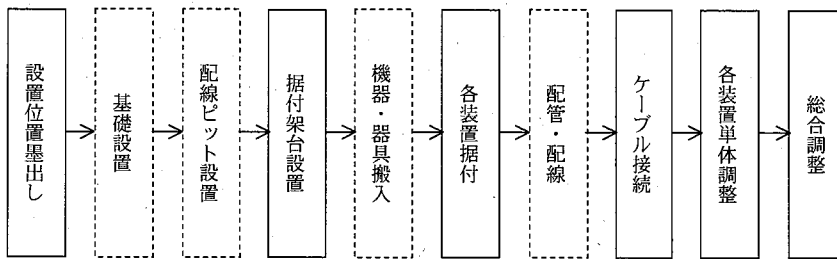 設置位置墨出し
基礎設置
配線ピット設置
据付架台設置
機器・器具搬入
各装置据付
配管・配線
ケーブル接続
各装置単体調整
総合調整